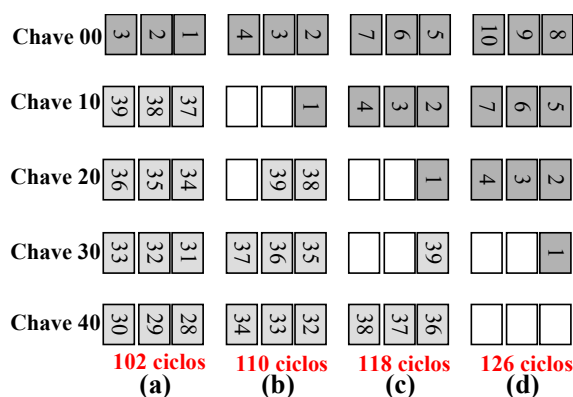 Chave 00 3 2 1 4 3 2 7 6 5 10 9 8
Chave 10 39 38 37 1 4 3 2 7 6 5
Chave 20 36 35 34 39 38 1 4 3 2
Chave 30 33 32 31 37 36 35 39 1
Chave 40 30 29 28 34 33 32 38 37 36
102 ciclos 110 ciclos 118 ciclos 126 ciclos
(a) (b) (c) (d)